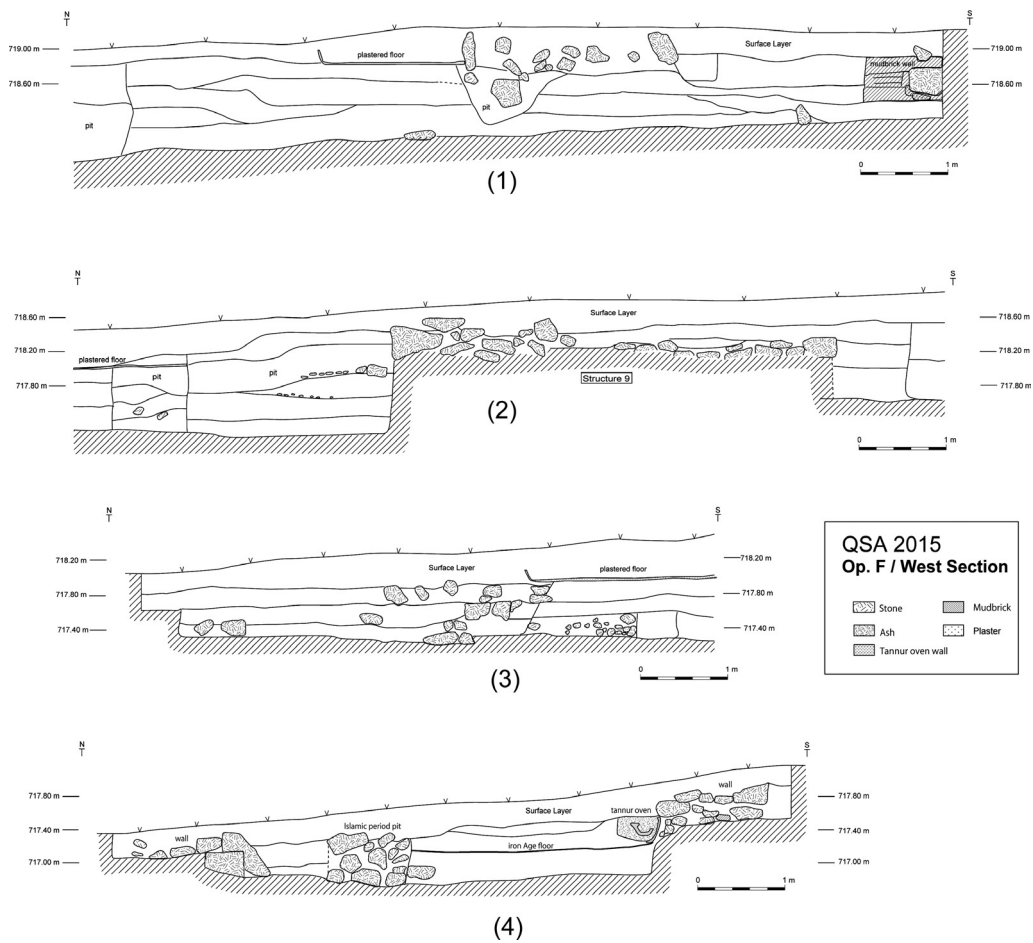 N
S
719.00 m
719.00 m
plastered floor
Surface Layer
mudbrick wall
718.60 m
718.60 m
pit
pit
0
1 m
(1)
N
S
718.60 m
718.60 m
Surface Layer
718.20 m
718.20 m
plastered floor
pit
pit
717.80 m
717.80 m
Structure 9
(2)
0
1 m
N
S
718.20 m
718.20 m
Surface Layer
plastered floor
717.80 m
717.80 m
717.40 m
717.40 m
(3)
0
1 m
QSA 2015
Op. F / West Section
Stone
Mudbrick
Ash
Plaster
Tannur oven wall
N
S
717.80 m
717.80 m
wall
Surface Layer
tannur oven
717.40 m
717.40 m
Islamic period pit
wall
iron Age floor
717.00 m
717.00 m
0
1 m
(4)